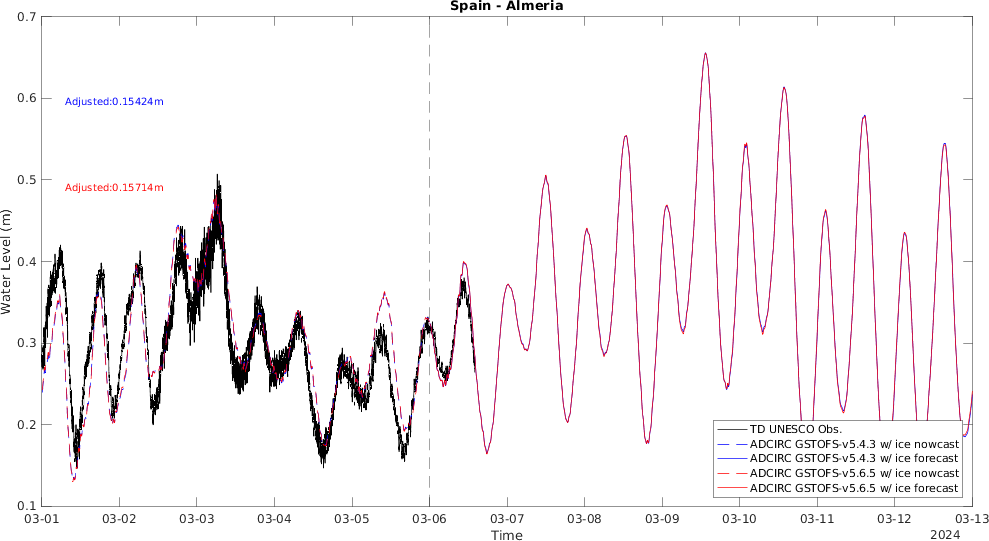 Spain - Almeria
0.7
0.6
0.5
0.4
0.3
0.2
0.1
Water Level (m)
Adjusted:0.15424m
Adjusted:0.15714m
TD UNESCO Obs.
ADCIRC GSTOFS-v5.4.3 w/ ice nowcast
ADCIRC GSTOFS-v5.4.3 w/ ice forecast
ADCIRC GSTOFS-v5.6.5 w/ ice nowcast
ADCIRC GSTOFS-v5.6.5 w/ ice forecast
03-01 03-02 03-03 03-04 03-05 03-06 03-07 03-08 03-09 03-10 03-11 03-12 03-13
Time
2024